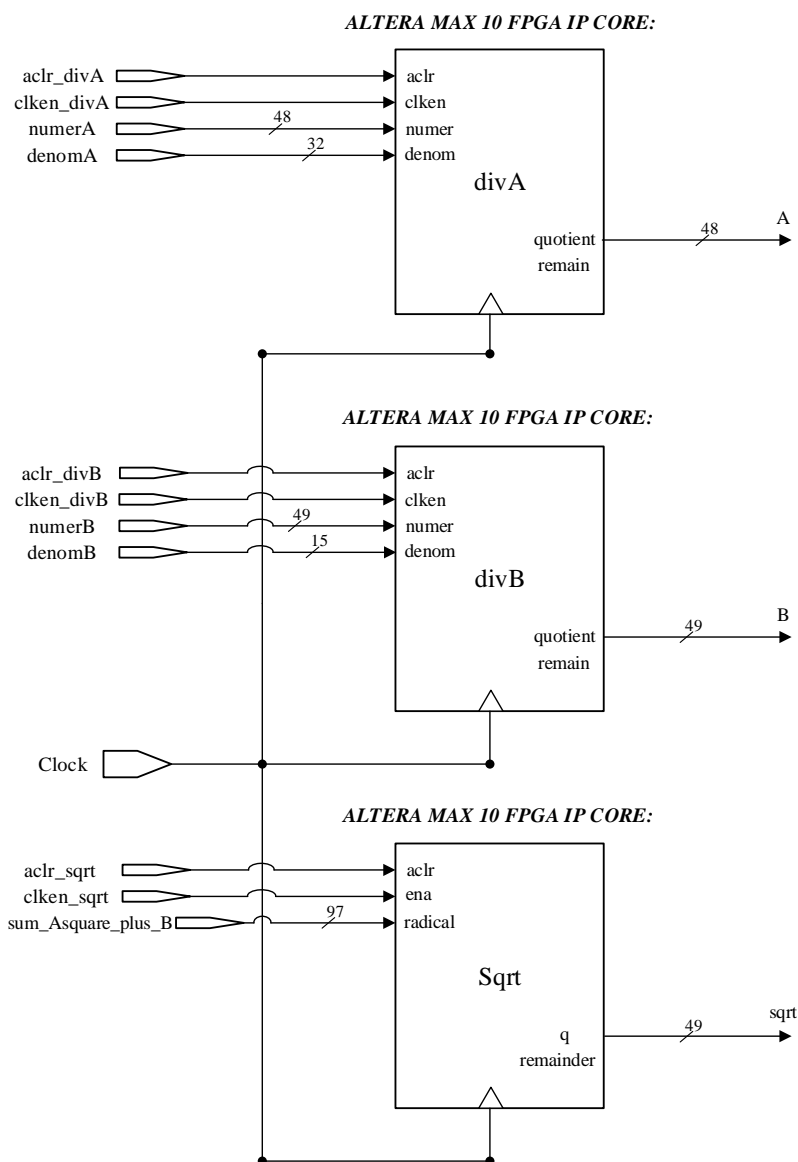 ALTERA MAX 10 FPGA IP CORE:
aclr_divA
aclr
clken_divA
clken
numerA
48
numer
denomA
32
denom
divA
A
quotient
48
remain
ALTERA MAX 10 FPGA IP CORE:
aclr_divB
aclr
clken_divB
clken
numerB
49
numer
denomB
15
denom
divB
B
quotient
49
remain
Clock
ALTERA MAX 10 FPGA IP CORE:
aclr_sqrt
aclr
clken_sqrt
ena
sum_Asquare_plus_B
97
radical
Sqrt
sqrt
q
49
remainder